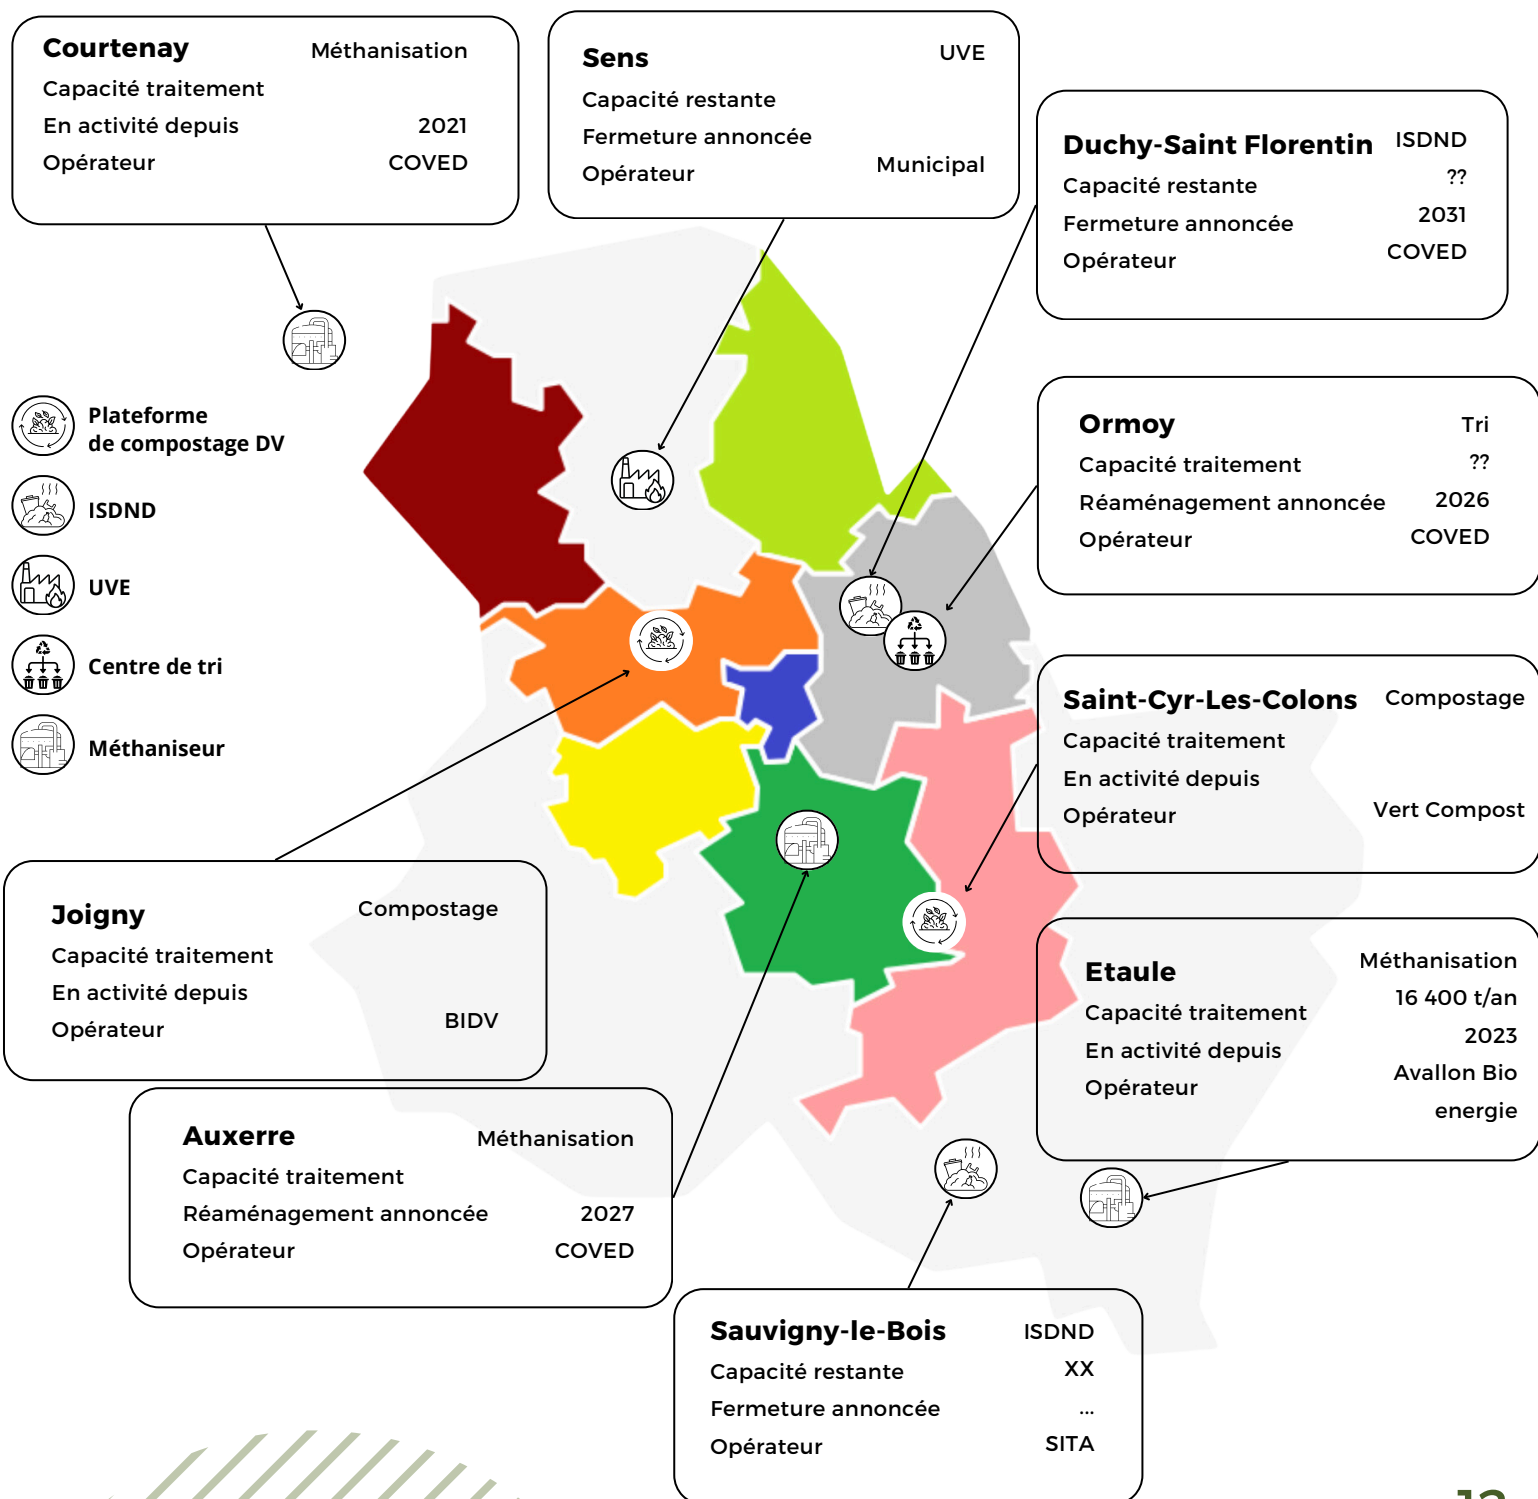 Courtenay Méthanisation
Capacité traitement
En activité depuis 2021
Opérateur COVED
Sens UVE
Capacité restante
Fermeture annoncée
Opérateur Municipal
Duchy-Saint Florentin ISDND
Capacité restante ??
Fermeture annoncée 2031
Opérateur COVED
Plateforme
de compostage DV
ISDND
UVE
Centre de tri
Méthaniseur
Ormoy Tri
Capacité traitement ??
Réaménagement annoncée 2026
Opérateur COVED
Saint-Cyr-Les-Colons Compostage
Capacité traitement
En activité depuis
Opérateur Vert Compost
Joigny Compostage
Capacité traitement
En activité depuis
Opérateur BIDV
Etaule Méthanisation
Capacité traitement 16 400 t/an
En activité depuis 2023
Opérateur Avallon Bio
energie
Auxerre Méthanisation
Capacité traitement
Réaménagement annoncée 2027
Opérateur COVED
Sauvigny-le-Bois ISDND
Capacité restante XX
Fermeture annoncée ...
Opérateur SITA